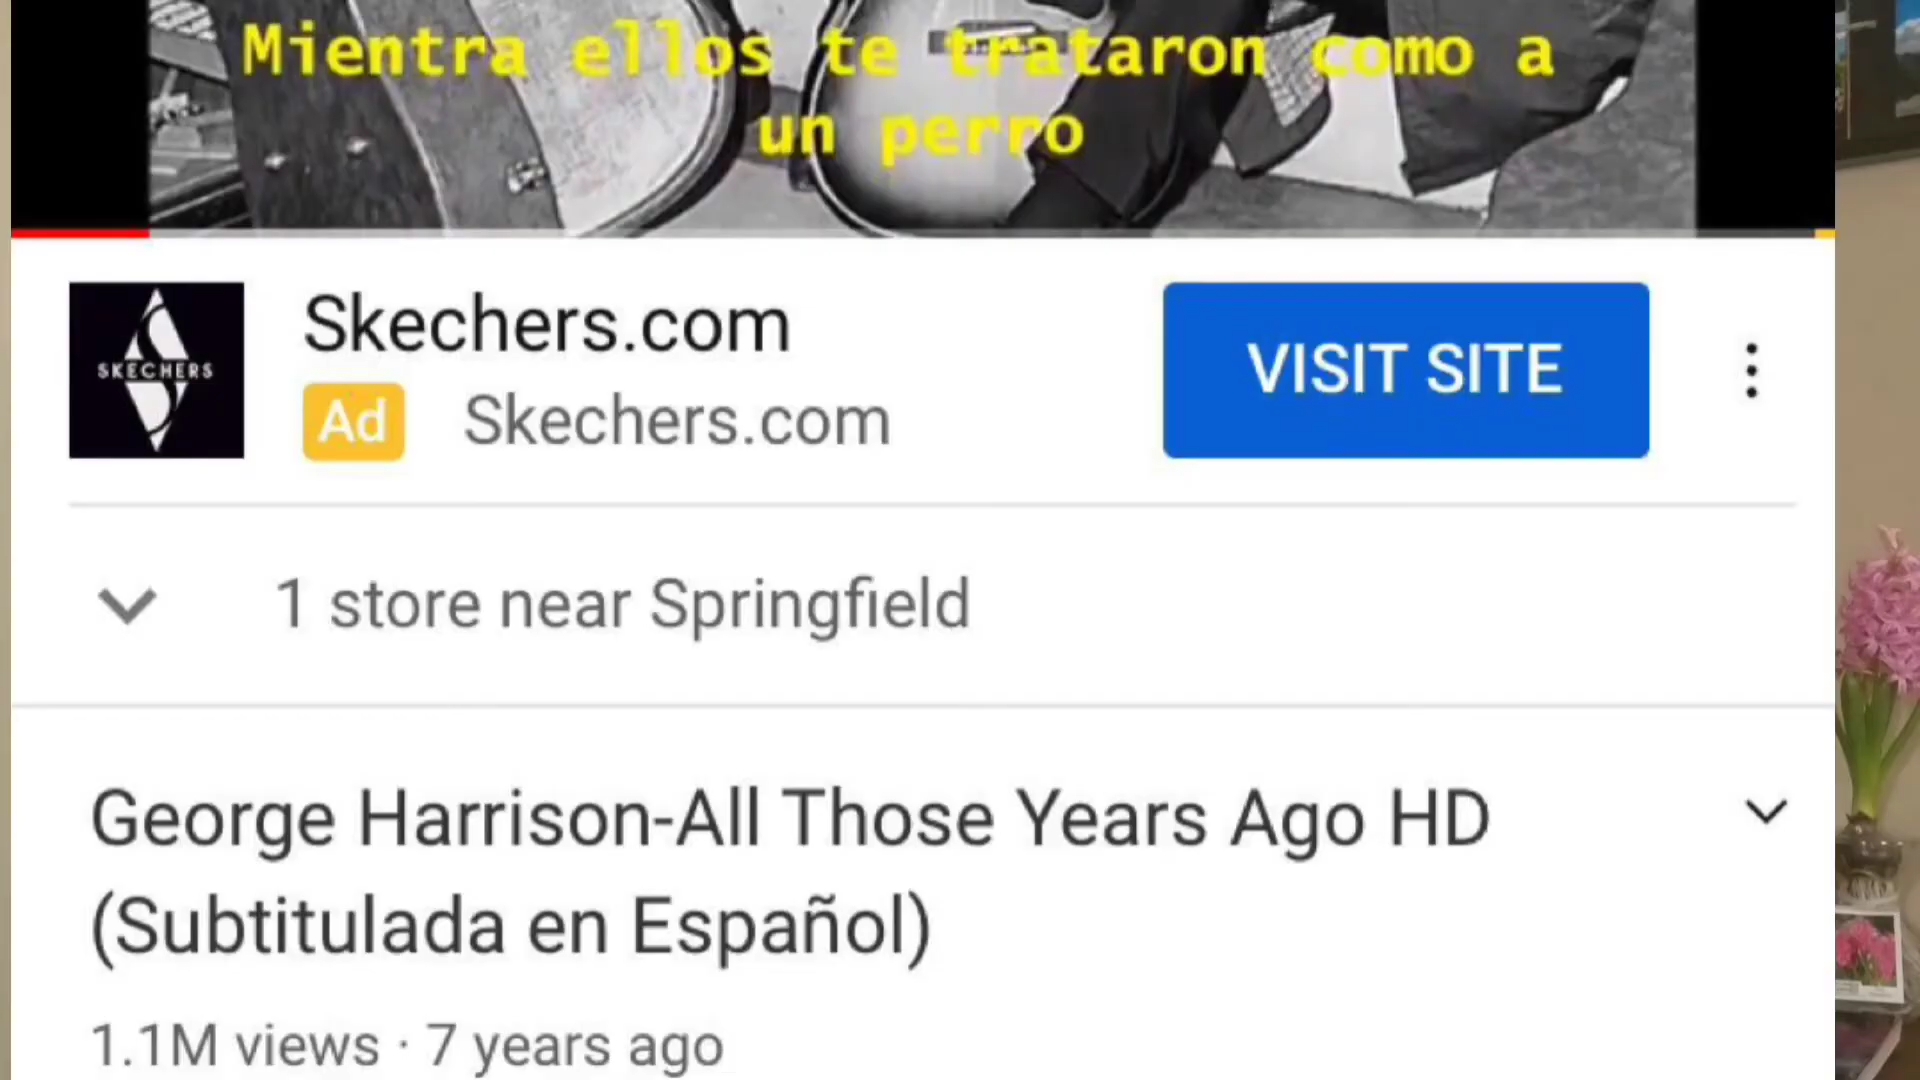 Mientra ellos te trataron como a
un perro
SKECHERS
Skechers.com
VISIT SITE
Ad Skechers.com
1 store near Springfield
George Harrison-All Those Years Ago HD
(Subtitulada en Español)
1.1M views · 7 years ago